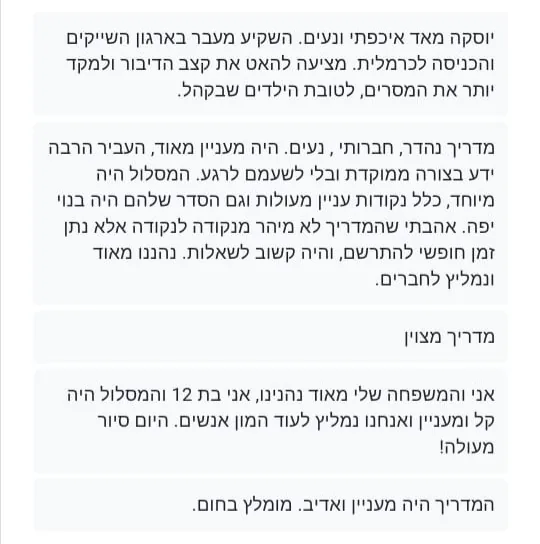 יוסקה מאד איכפתי ונעים. השקיע מעבר בארגון השייקים
והכניסה לכרמלית. מציעה להאט את קצב הדיבור ולמקד
יותר את המסרים, לטובת הילדים שבקהל.
מדריך נהדר, חברותי , נעים. היה מעניין מאוד, העביר הרבה
ידע בצורה ממוקדת ובלי לשעמם לרגע. המסלול היה
מיוחד, כלל נקודות עניין מעולות וגם הסדר שלהם היה בנוי
יפה. אהבתי שהמדריך לא מיהר מנקודה לנקודה אלא נתן
זמן חופשי להתרשם, והיה קשוב לשאלות. נהננו מאוד
ונמליץ לחברים.
מדריך מצוין
אני והמשפחה שלי מאוד נהנינו, אני בת 12 והמסלול היה
קל ומעניין ואנחנו נמליץ לעוד המון אנשים. היום סיור
מעולה!
המדריך היה מעניין ואדיב. מומלץ בחום.